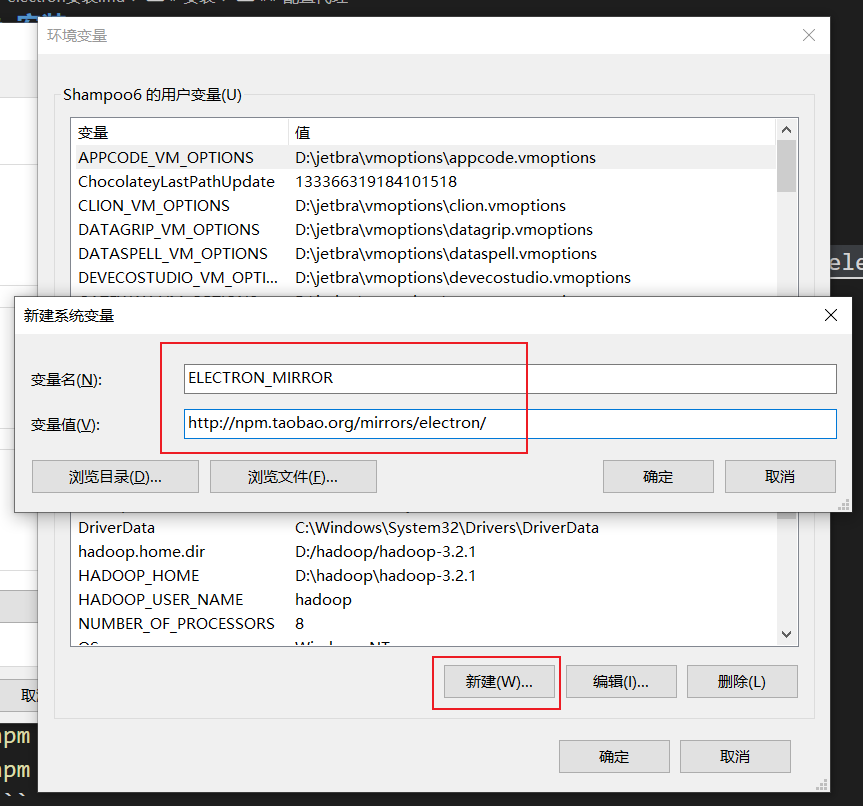 环境变量
Shampoo6 的用户变量(U)
变量 值
APPCODE_VM_OPTIONS D:\jetbra\vmoptions\appcode.vmoptions
ChocolateyLastPathUpdate 133366319184101518
CLION_VM_OPTIONS D:\jetbra\vmoptions\clion.vmoptions
DATAGRIP_VM_OPTIONS D:\jetbra\vmoptions\datagrip.vmoptions
DATASPELL_VM_OPTIONS D:\jetbra\vmoptions\dataspell.vmoptions
DEVECOSTUDIO_VM_OPTI... D:\jetbra\vmoptions\devecostudio.vmoptions
ele
新建系统变量
变量名(N): ELECTRON_MIRROR
变量值(V): http://npm.taobao.org/mirrors/electron/
浏览目录(D)... 浏览文件(F)... 确定 取消
DriverData C:\Windows\System32\Drivers\DriverData
hadoop.home.dir D:/hadoop/hadoop-3.2.1
HADOOP_HOME D:\hadoop\hadoop-3.2.1
HADOOP_USER_NAME hadoop
NUMBER_OF_PROCESSORS 8
新建(W)... 编辑(I)... 删除(L)
取
npm
确定 取消
npm